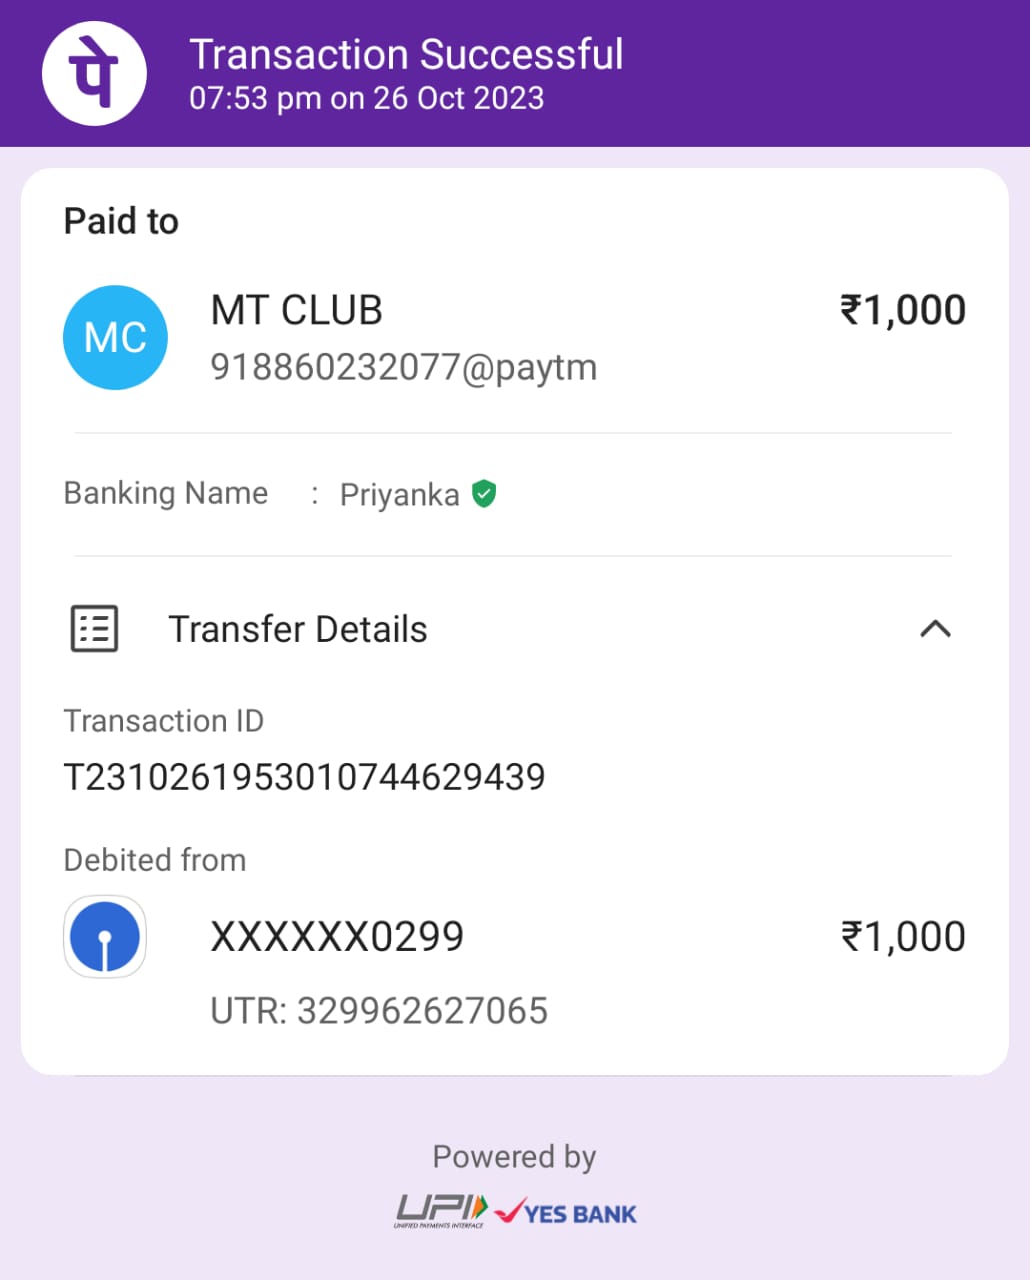 पे
Transaction Successful
07:53 pm on 26 Oct 2023
Paid to
MC
MT CLUB
₹1,000
918860232077@paytm
Banking Name : Priyanka
Transfer Details
Transaction ID
T2310261953010744629439
Debited from
XXXXXX0299
₹1,000
UTR: 329962627065
Powered by
UPI
UNIFIED PAYMENTS INTERFACE
YES BANK